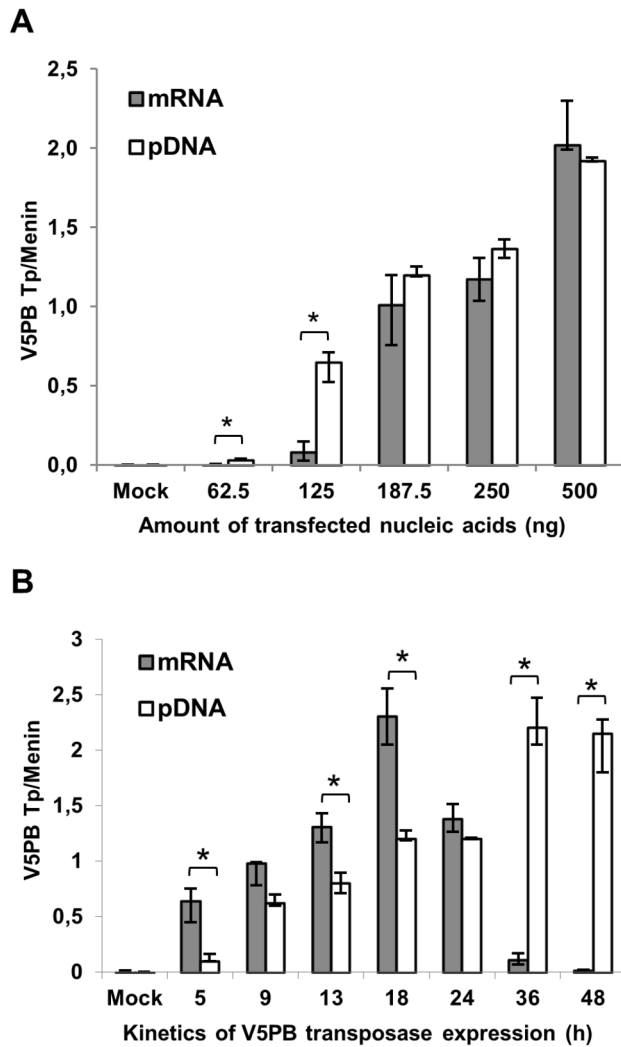 A
2,5
2,0
1,5
1,0
0,5
0,0
V5PB Tp/Menin
mRNA
pDNA
*
*
Mock 62.5 125 187.5 250 500
Amount of transfected nucleic acids (ng)
B
3
2,5
2
1,5
1
0,5
0
V5PB Tp/Menin
mRNA
pDNA
*
*
*
*
*
Mock 5 9 13 18 24 36 48
Kinetics of V5PB transposase expression (h)